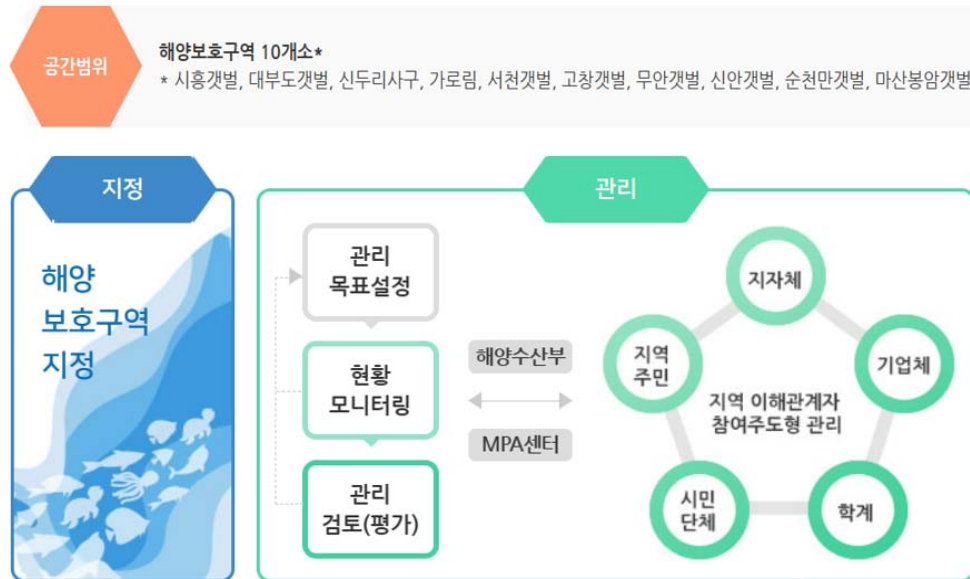 공간범위
해양보호구역 10개소*
* 시흥갯벌, 대부도갯벌, 신두리사구, 가로림, 서천갯벌, 고창갯벌, 무안갯벌, 신안갯벌, 순천만갯벌, 마산봉암갯벌
지정
해양
보호구역
지정
관리
관리
목표설정
현황
모니터링
관리
검토(평가)
해양수산부
MPA센터
지자체
지역
주민
기업체
지역 이해관계자
참여주도형 관리
시민
단체
학계